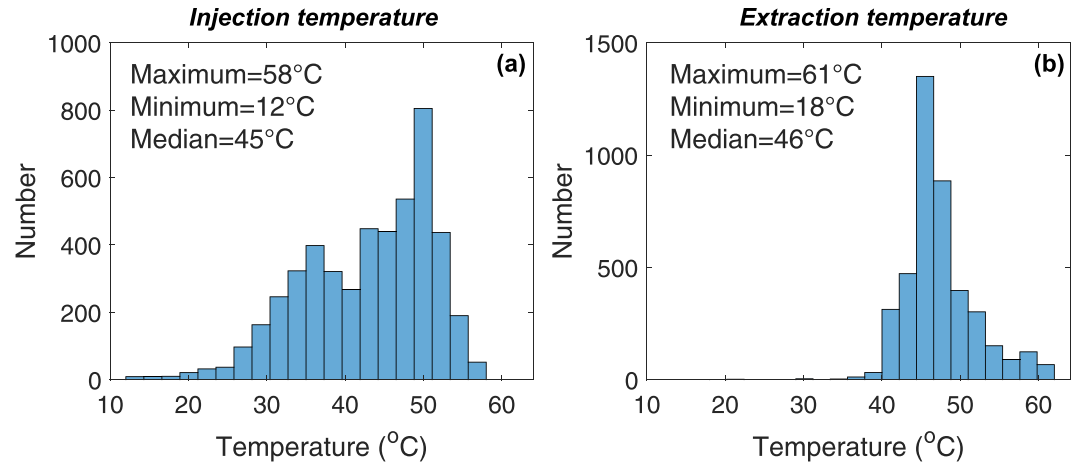 Injection temperature
(a)
Maximum=58°C
Minimum=12°C
Median=45°C
1000
800
600
400
200
0
Number
10 20 30 40 50 60
Temperature (°C)
Extraction temperature
(b)
Maximum=61°C
Minimum=18°C
Median=46°C
1500
1000
500
0
Number
10 20 30 40 50 60
Temperature (°C)